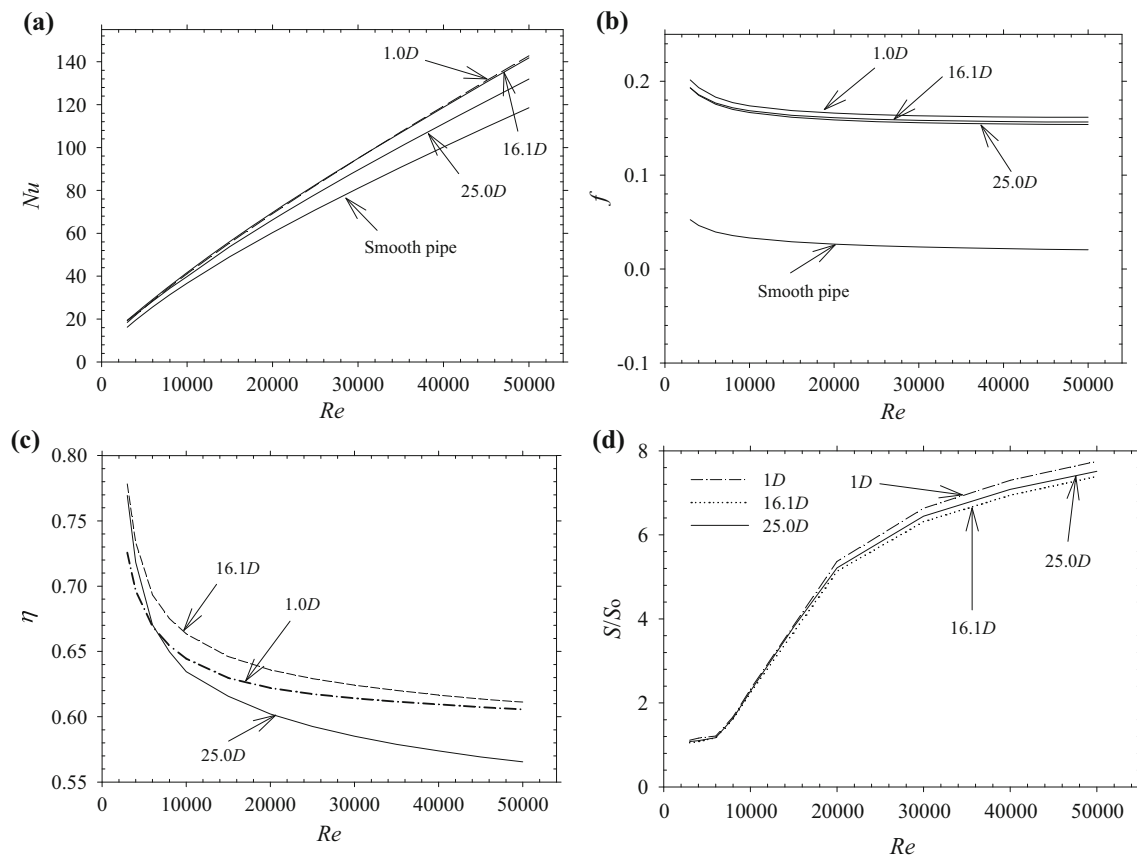 (a)
140
120
100
80
60
40
20
0
Nu
1.0D
16.1D
25.0D
Smooth pipe
0 10000 20000 30000 40000 50000
Re
(b)
0.2
0.1
0.0
-0.1
f
1.0D
16.1D
25.0D
Smooth pipe
0 10000 20000 30000 40000 50000
Re
(c)
0.80
0.75
0.70
0.65
0.60
0.55
η
16.1D
1.0D
25.0D
0 10000 20000 30000 40000 50000
Re
(d)
8
6
4
2
0
S/So
1D
16.1D
25.0D
1D
25.0D
16.1D
0 10000 20000 30000 40000 50000
Re